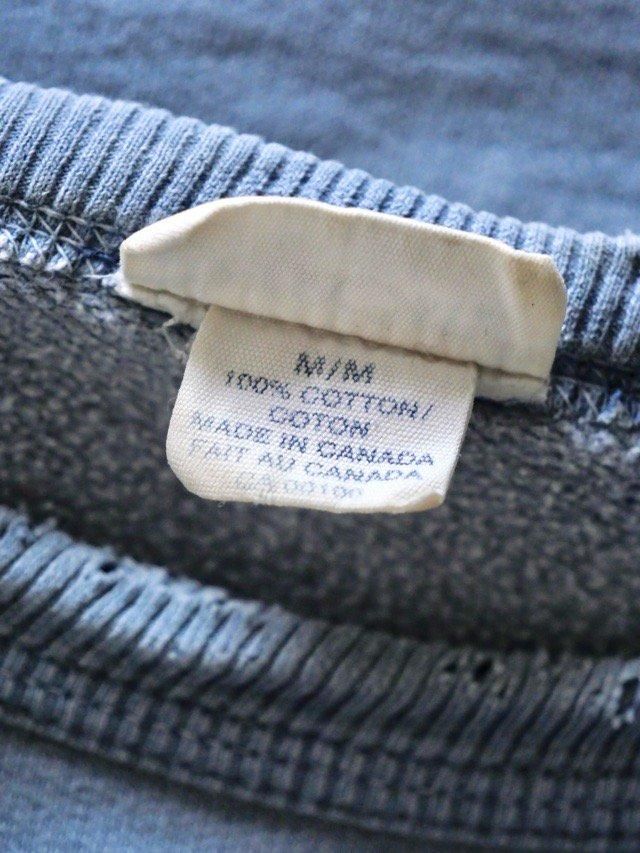 M/M
100% COTTON/
COTON
MADE IN CANADA
FAIT AU CANADA
CA 00100